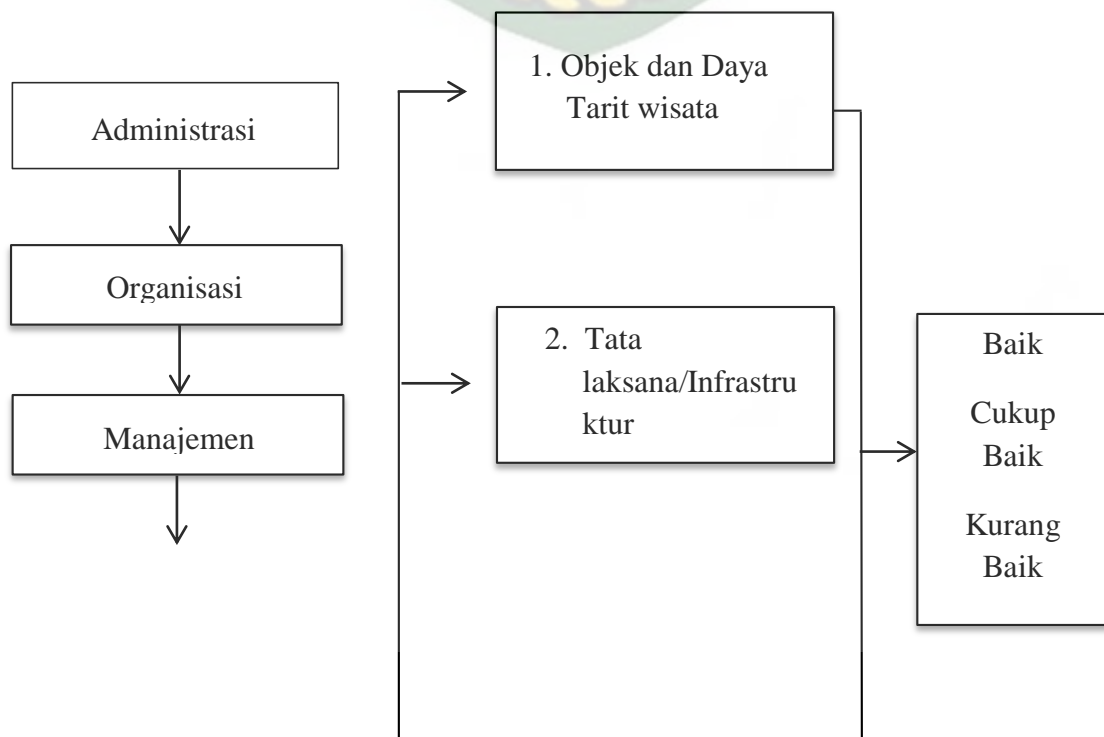 Administrasi
Organisasi
Manajemen
1. Objek dan Daya
Tarit wisata
2. Tata
laksana/Infrastru
ktur
Baik
Cukup
Baik
Kurang
Baik